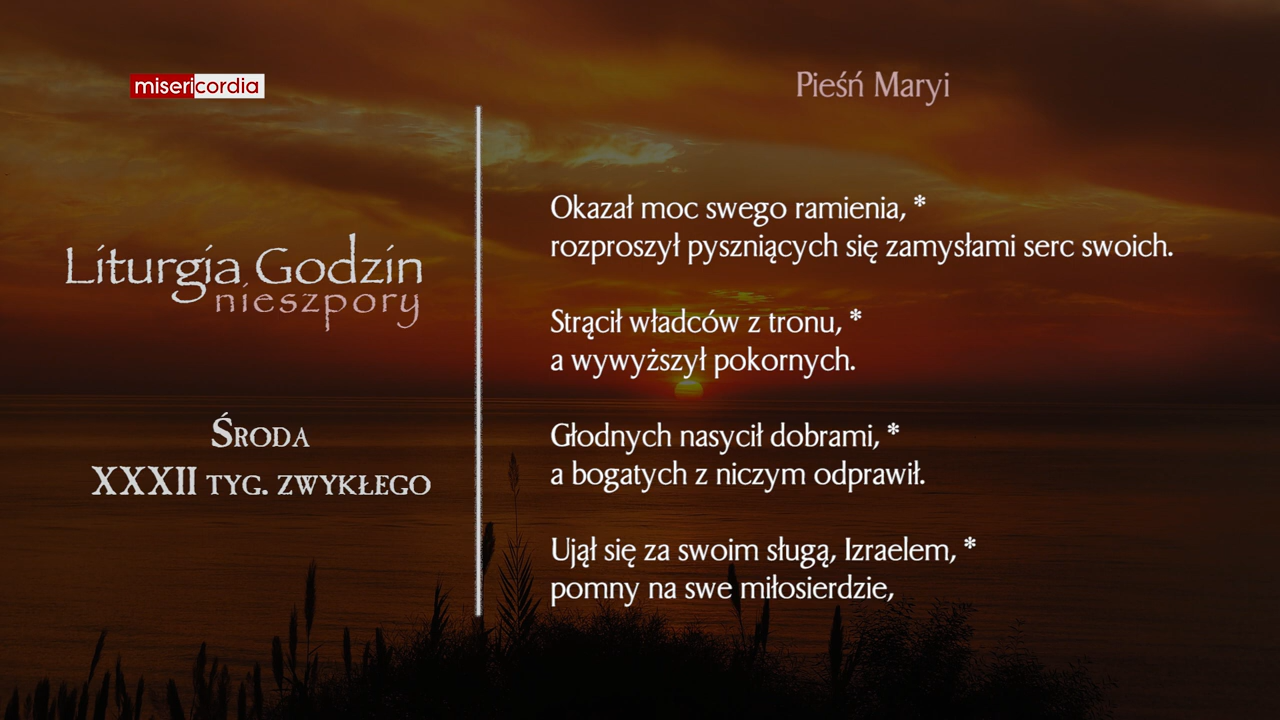 misericordia
Pieśń Maryi
Liturgia Godzin
nieszpory
Środa
XXXII tyg. zwykłego
Okazał moc swego ramienia, *
rozproszył pyszniących się zamysłami serc swoich.
Strącił władców z tronu, *
a wywyższył pokornych.
Głodnych nasycił dobrami, *
a bogatych z niczym odprawił.
Ujął się za swoim sługą, Izraelem, *
pomny na swe miłosierdzie,